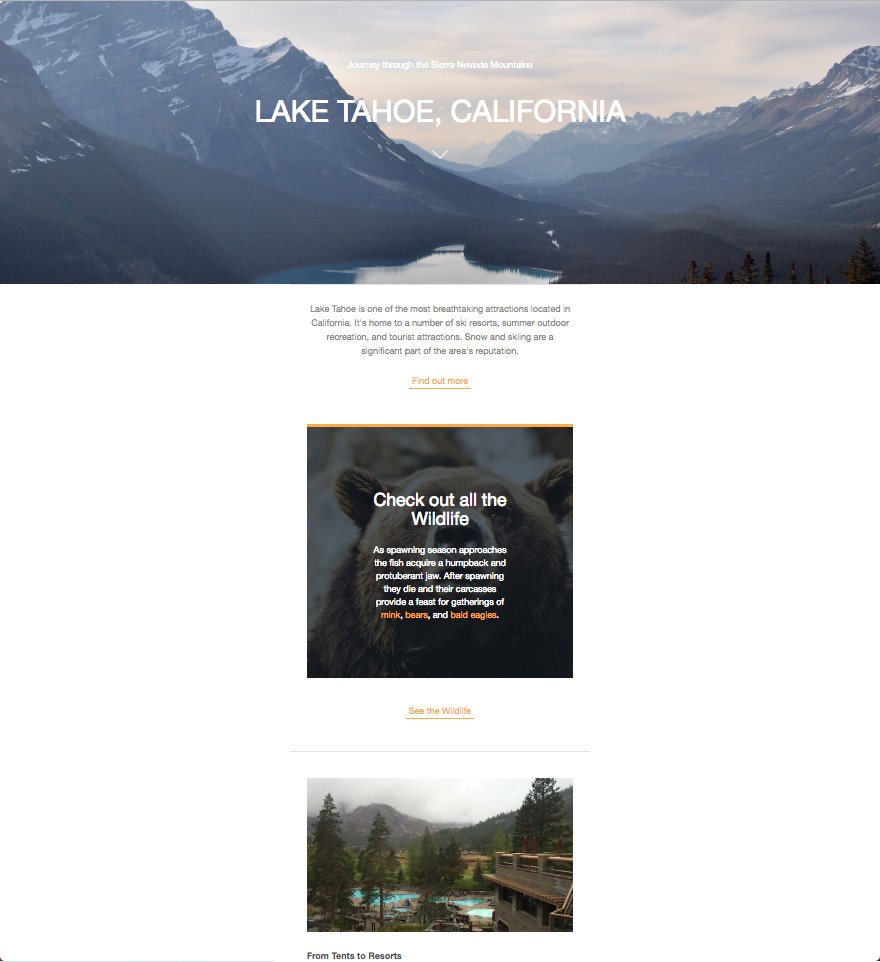 Journey through the Sierra Nevada Mountains
LAKE TAHOE, CALIFORNIA
Lake Tahoe is one of the most breathtaking attractions located in
California. It's home to a number of ski resorts, summer outdoor
recreation, and tourist attractions. Snow and skiing are a
significant part of the area's reputation.
Find out more
Check out all the
Wildlife
As spawning season approaches
the fish acquire a humpback and
protuberant jaw. After spawning
they die and their carcasses
provide a feast for gatherings of
mink, bears, and bald eagles.
See the Wildlife
From Tents to Resorts